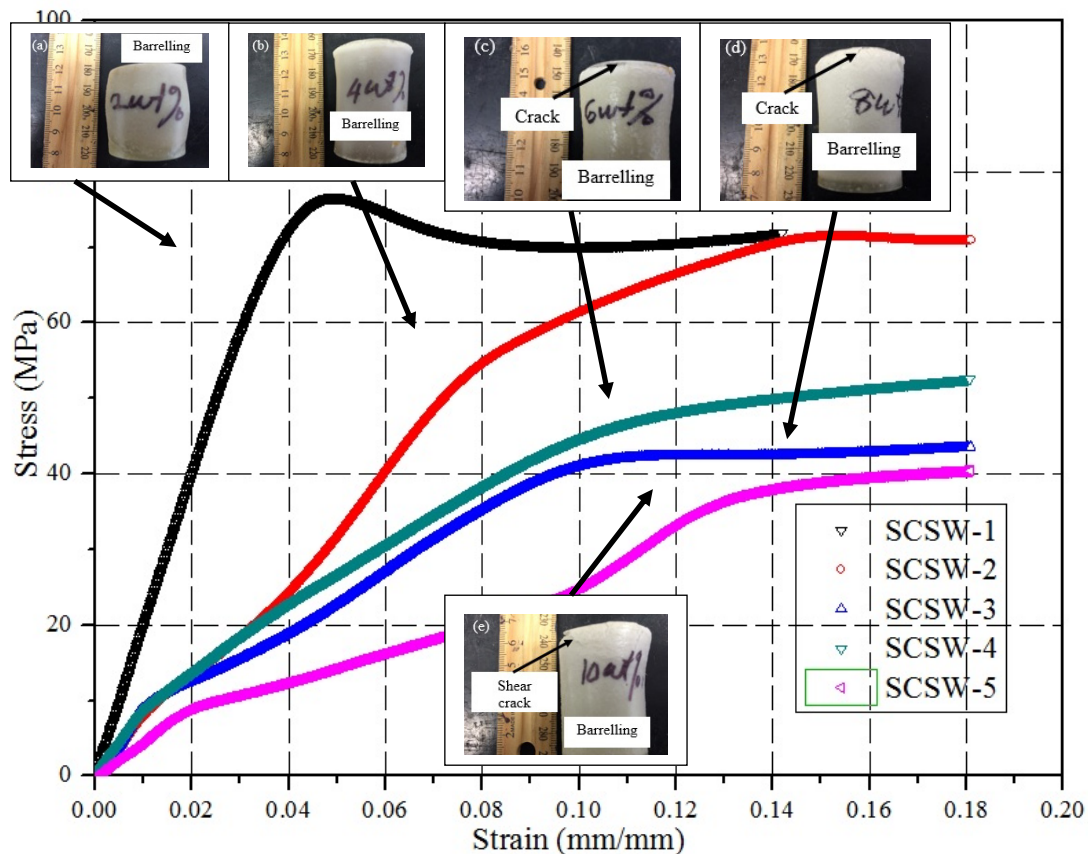 100
(a)
Barrelling
2wt%
(b)
4wt%
Barrelling
(c)
6wt%
Crack
Barrelling
(d)
8wt
Crack
Barrelling
60
40
20
0
Stress (MPa)
(e)
10wt%
Shear
crack
Barrelling
SCSW-1
SCSW-2
SCSW-3
SCSW-4
SCSW-5
0.00 0.02 0.04 0.06 0.08 0.10 0.12 0.14 0.16 0.18 0.20
Strain (mm/mm)